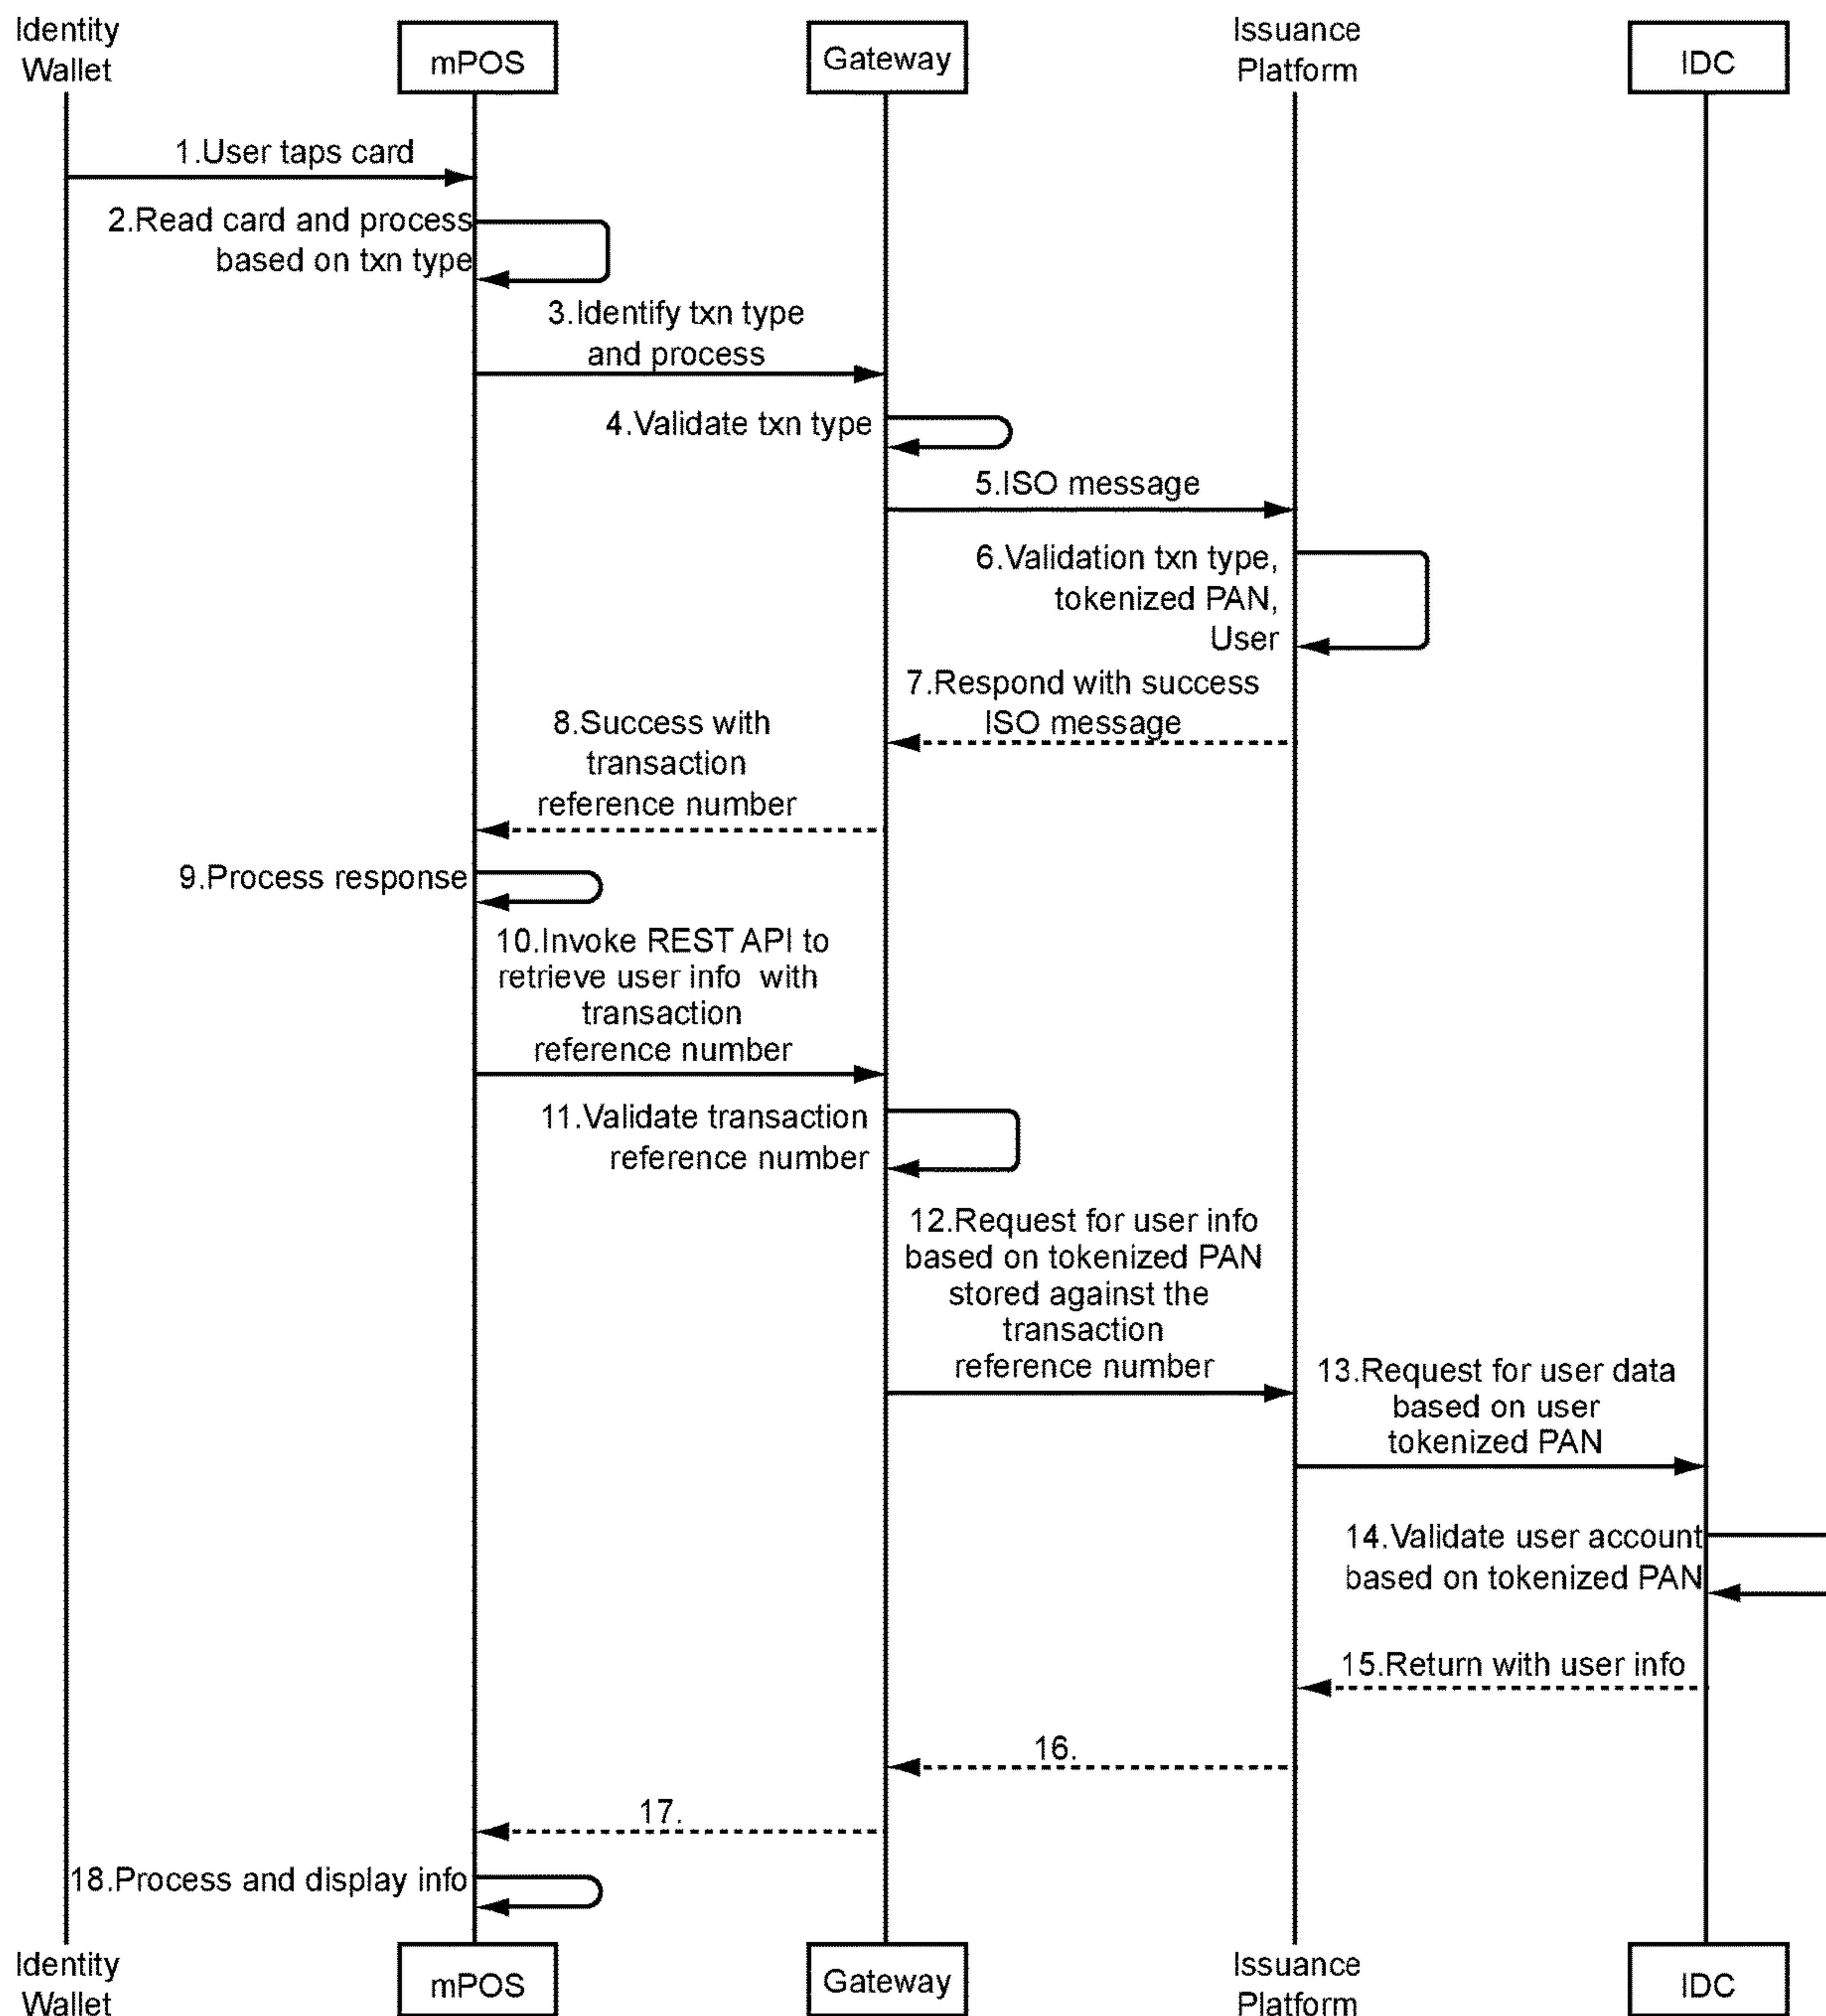 Identity
Wallet
mPOS
Gateway
Issuance
Platform
IDC
1.User taps card
2.Read card and process
based on txn type
3.Identify txn type
and process
4.Validate txn type
5.ISO message
6.Validation txn type,
tokenized PAN,
User
7.Respond with success
ISO message
8.Success with
transaction
reference number
9.Process response
10.Invoke REST API to
retrieve user info with
transaction
reference number
11.Validate transaction
reference number
12.Request for user info
based on tokenized PAN
stored against the
transaction
reference number
13.Request for user data
based on user
tokenized PAN
14.Validate user account
based on tokenized PAN
15.Return with user info
16.
17.
18.Process and display info
Identity
Wallet
mPOS
Gateway
Issuance
Platform
IDC